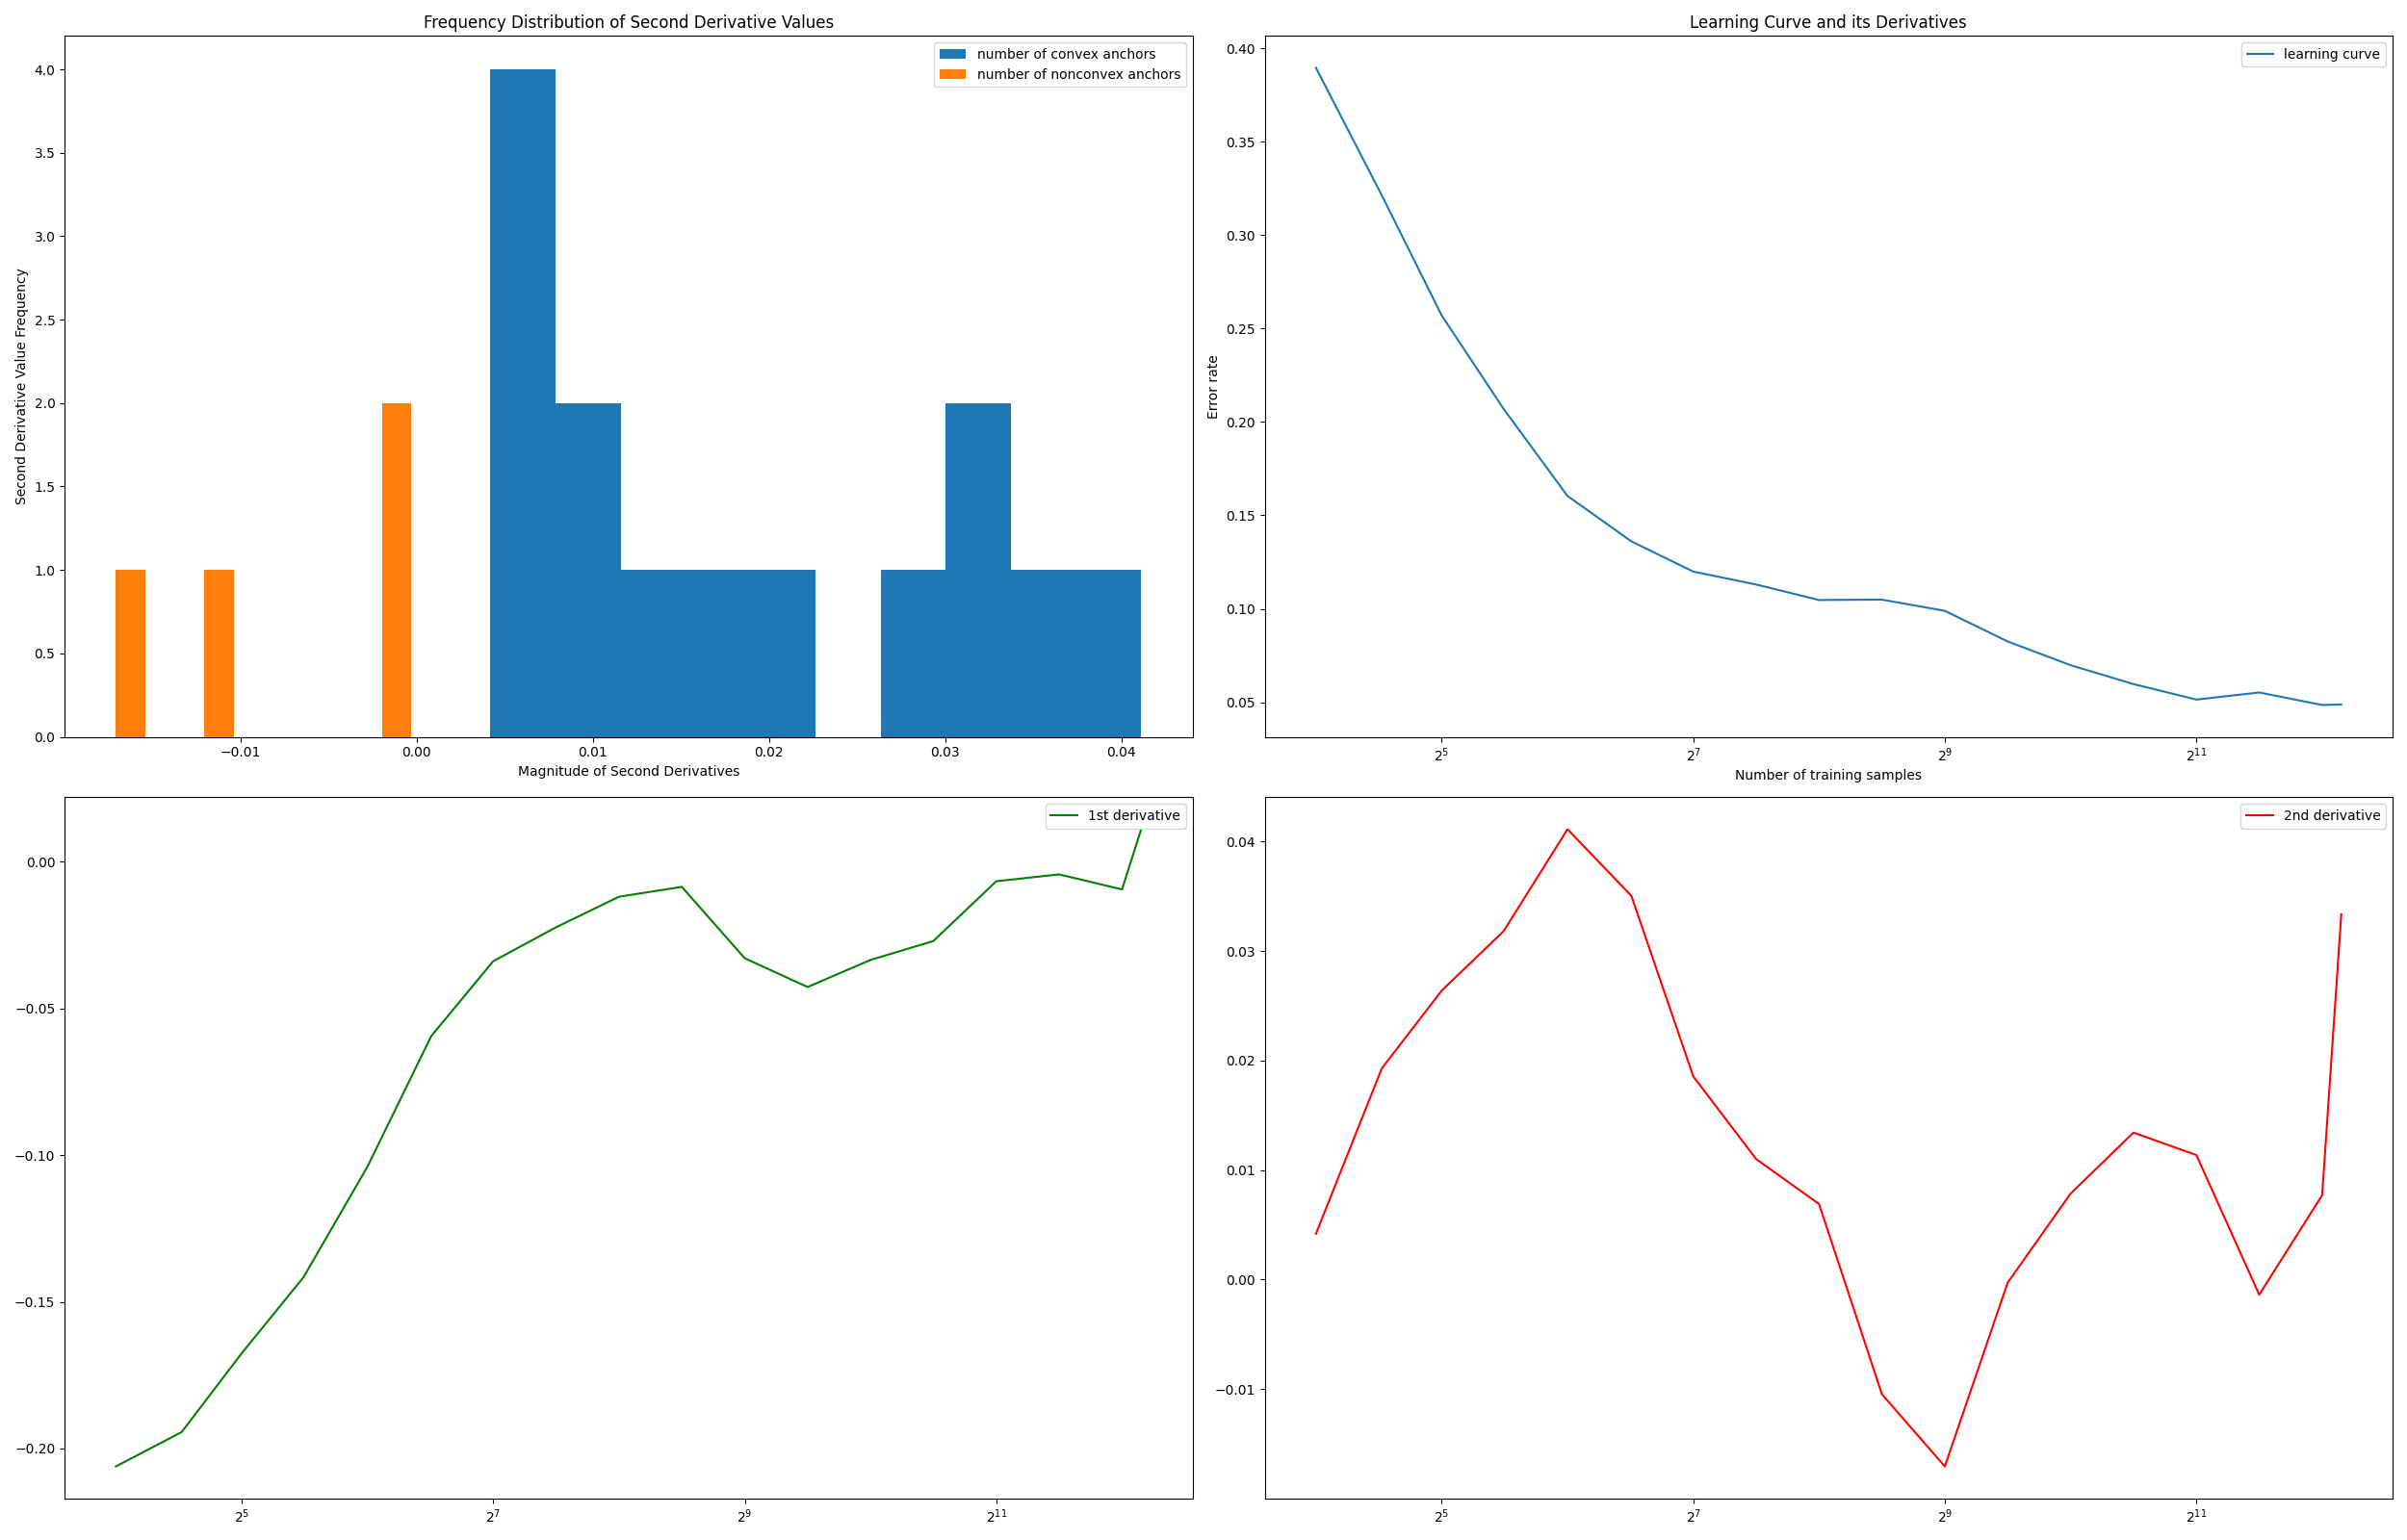 Frequency Distribution of Second Derivative Values
number of convex anchors
number of nonconvex anchors
4.0
3.5
3.0
2.5
2.0
1.5
1.0
0.5
0.0
Second Derivative Value Frequency
−0.01 0.00 0.01 0.02 0.03 0.04
Magnitude of Second Derivatives
Learning Curve and its Derivatives
learning curve
0.40
0.35
0.30
0.25
0.20
0.15
0.10
0.05
Error rate
2^5 2^7 2^9 2^11
Number of training samples
1st derivative
0.00
−0.05
−0.10
−0.15
−0.20
2^5 2^7 2^9 2^11
2nd derivative
0.04
0.03
0.02
0.01
0.00
−0.01
2^5 2^7 2^9 2^11